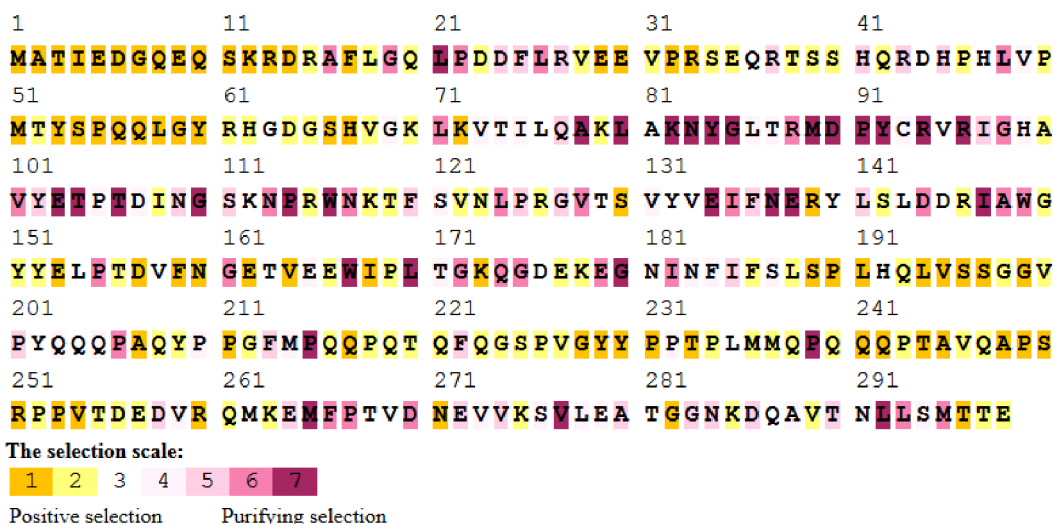 1 11 21 31 41
MATIEDGQEQ SKRDRAFLGQ LPDDFLRVEE VPRSEQRTSS HQRDHPHLVP
51 61 71 81 91
MTYSPQQLGY RHGDGSHVGK LKVTILQAKL AKNYGLTRMD PYCRVRIGHA
101 111 121 131 141
VYETPTDING SKNPRWNKTF SVNLPRGVTS VYVEIFNERY LSLDDRIAWG
151 161 171 181 191
YYELPTDVFN GETVEEWIPL TGKQGDEKEG NINFIFSLSP LHQLVSSGGV
201 211 221 231 241
PYQQQPAQYP PGFMPQQPQT QFQGSPVGYY PPTPLMMQPQ QQPTAVQAPS
251 261 271 281 291
RPPVTDEDVR QMKEMFPTVD NEVVKSVLEA TGGNKDQAVT NLLSMTTE
The selection scale:
1 2 3 4 5 6 7
Positive selection Purifying selection